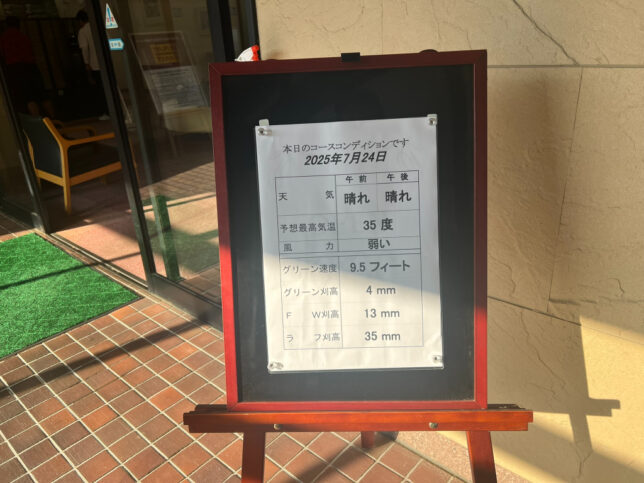 本日のコースコンディションです
2025年7月24日
午前 午後
天気 晴れ 晴れ
予想最高気温 35 度
風力 弱い
グリーン速度 9.5 フィート
グリーン刈高 4 mm
F W刈高 13 mm
ラフ刈高 35 mm